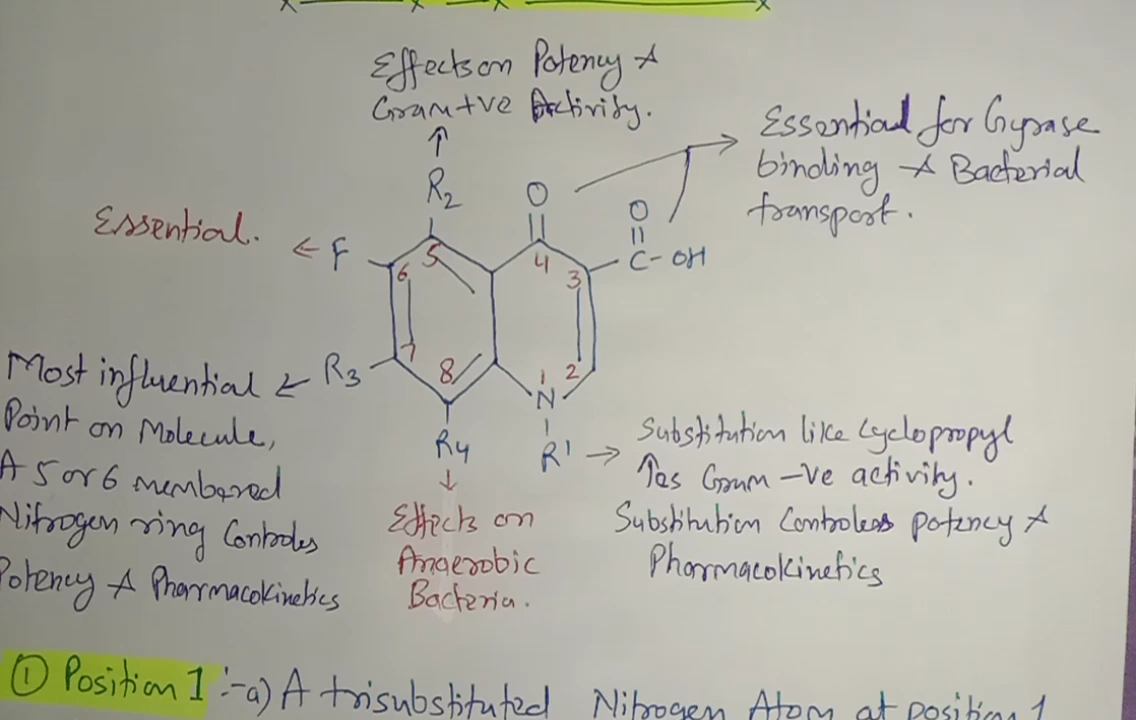 Effects on Potency &
Gram +ve Activity.
↑
R2
Essential for Gyrase
binding & Bacterial
transport.
Essential. ← F
O
O
C - OH
5
4
6
3
7
8
1
2
N
R3
Most influential
Point on Molecule,
A 5 or 6 membered
Nitrogen ring Controles
Potency & Pharmacokinetics
R4
↓
Effects on
Anaerobic
Bacteria.
R' → Substitution like Cyclopropyl
↑es Gram -ve activity.
Substitution Controles potency &
Pharmacokinetics
① Position 1 :- a) A trisubstituted Nitrogen Atom at position 1